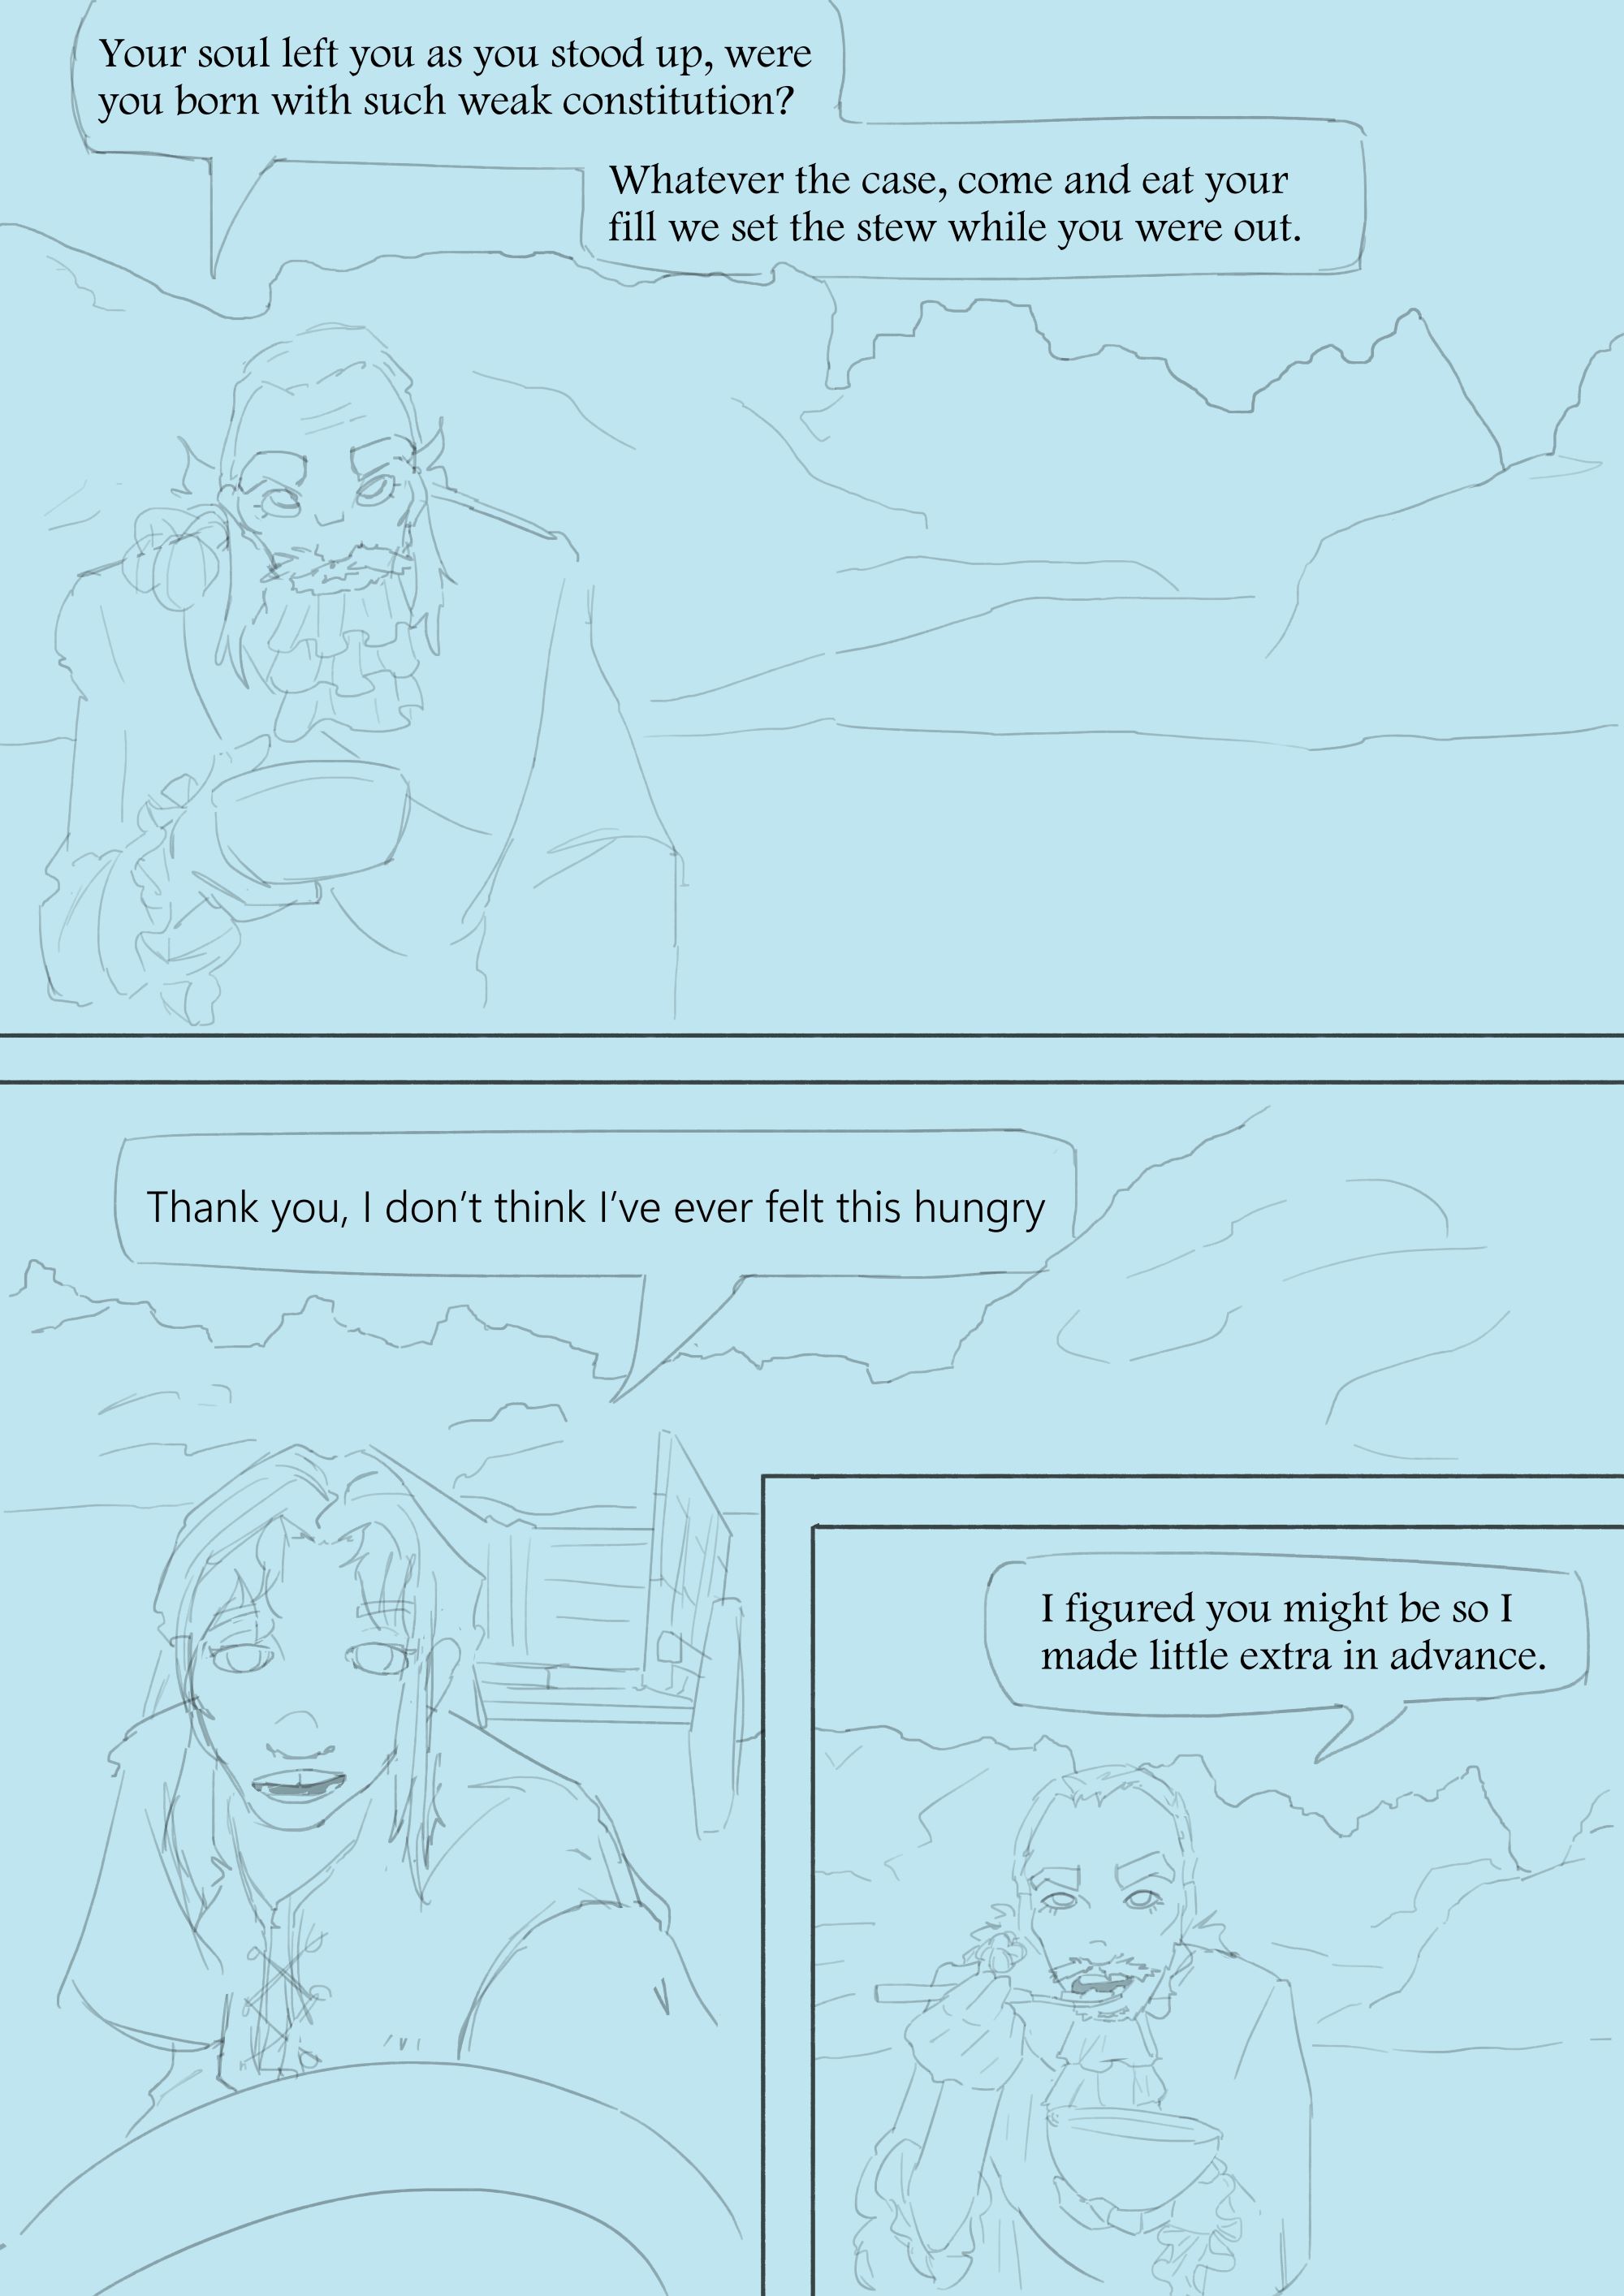 Your soul left you as you stood up, were
you born with such weak constitution?
Whatever the case, come and eat your
fill we set the stew while you were out.
Thank you, I don't think I've ever felt this hungry
I figured you might be so I
made little extra in advance.